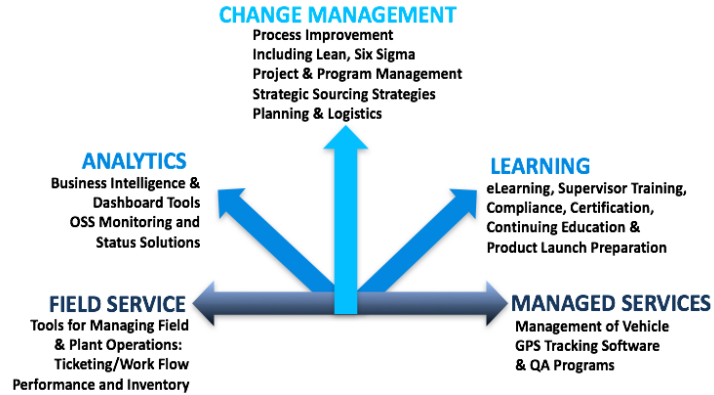 CHANGE MANAGEMENT
Process Improvement
Including Lean, Six Sigma
Project & Program Management
Strategic Sourcing Strategies
Planning & Logistics
ANALYTICS
Business Intelligence &
Dashboard Tools
OSS Monitoring and
Status Solutions
LEARNING
eLearning, Supervisor Training,
Compliance, Certification,
Continuing Education &
Product Launch Preparation
FIELD SERVICE
Tools for Managing Field
& Plant Operations:
Ticketing/Work Flow
Performance and Inventory
MANAGED SERVICES
Management of Vehicle
GPS Tracking Software
& QA Programs